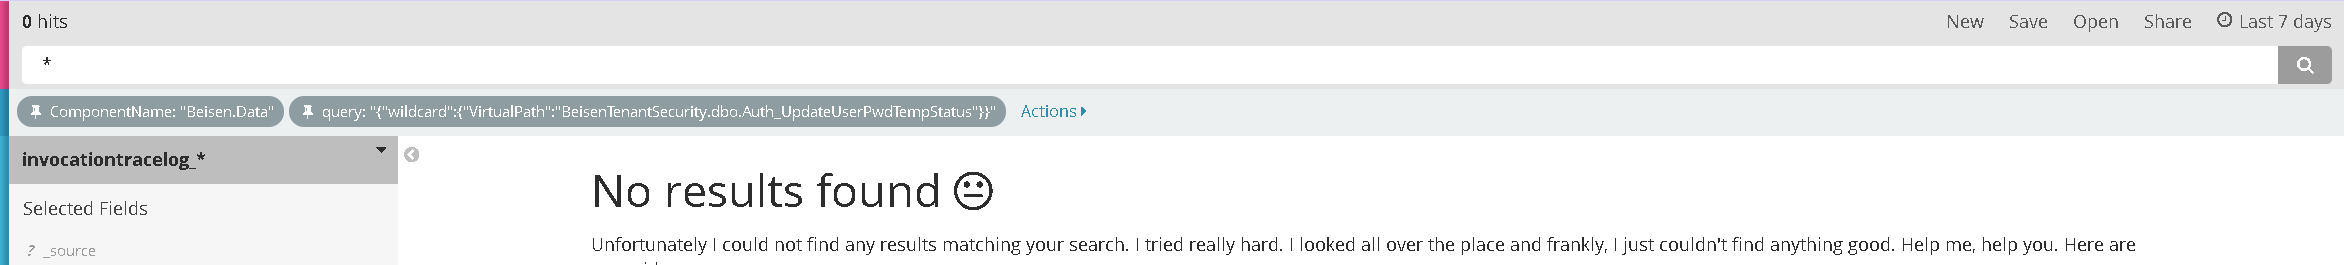 0 hits
New Save Open Share Last 7 days
*
ComponentName: "Beisen.Data" query: "{"wildcard":{"VirtualPath":"BeisenTenantSecurity.dbo.Auth_UpdateUserPwdTempStatus"}}" Actions
invocationtracelog_*
Selected Fields
? _source
No results found
Unfortunately I could not find any results matching your search. I tried really hard. I looked all over the place and frankly, I just couldn't find anything good. Help me, help you. Here are